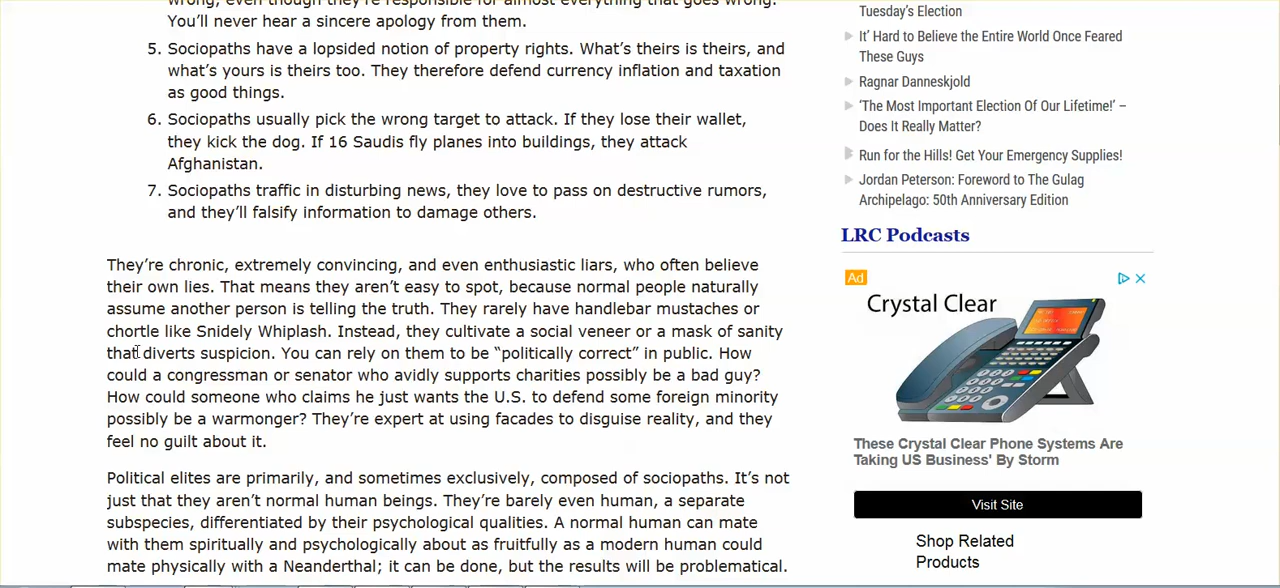 wrong, even though they're responsible for almost everything that goes wrong.
You'll never hear a sincere apology from them.
5. Sociopaths have a lopsided notion of property rights. What's theirs is theirs, and
what's yours is theirs too. They therefore defend currency inflation and taxation
as good things.
6. Sociopaths usually pick the wrong target to attack. If they lose their wallet,
they kick the dog. If 16 Saudis fly planes into buildings, they attack
Afghanistan.
7. Sociopaths traffic in disturbing news, they love to pass on destructive rumors,
and they'll falsify information to damage others.
They're chronic, extremely convincing, and even enthusiastic liars, who often believe
their own lies. That means they aren't easy to spot, because normal people naturally
assume another person is telling the truth. They rarely have handlebar mustaches or
chortle like Snidely Whiplash. Instead, they cultivate a social veneer or a mask of sanity
that diverts suspicion. You can rely on them to be “politically correct” in public. How
could a congressman or senator who avidly supports charities possibly be a bad guy?
How could someone who claims he just wants the U.S. to defend some foreign minority
possibly be a warmonger? They're expert at using facades to disguise reality, and they
feel no guilt about it.
Political elites are primarily, and sometimes exclusively, composed of sociopaths. It's not
just that they aren't normal human beings. They're barely even human, a separate
subspecies, differentiated by their psychological qualities. A normal human can mate
with them spiritually and psychologically about as fruitfully as a modern human could
mate physically with a Neanderthal; it can be done, but the results will be problematical.
Tuesday's Election
It' Hard to Believe the Entire World Once Feared
These Guys
Ragnar Danneskjold
'The Most Important Election Of Our Lifetime!' –
Does It Really Matter?
Run for the Hills! Get Your Emergency Supplies!
Jordan Peterson: Foreword to The Gulag
Archipelago: 50th Anniversary Edition
LRC Podcasts
Ad
Crystal Clear
These Crystal Clear Phone Systems Are
Taking US Business' By Storm
Visit Site
Shop Related
Products